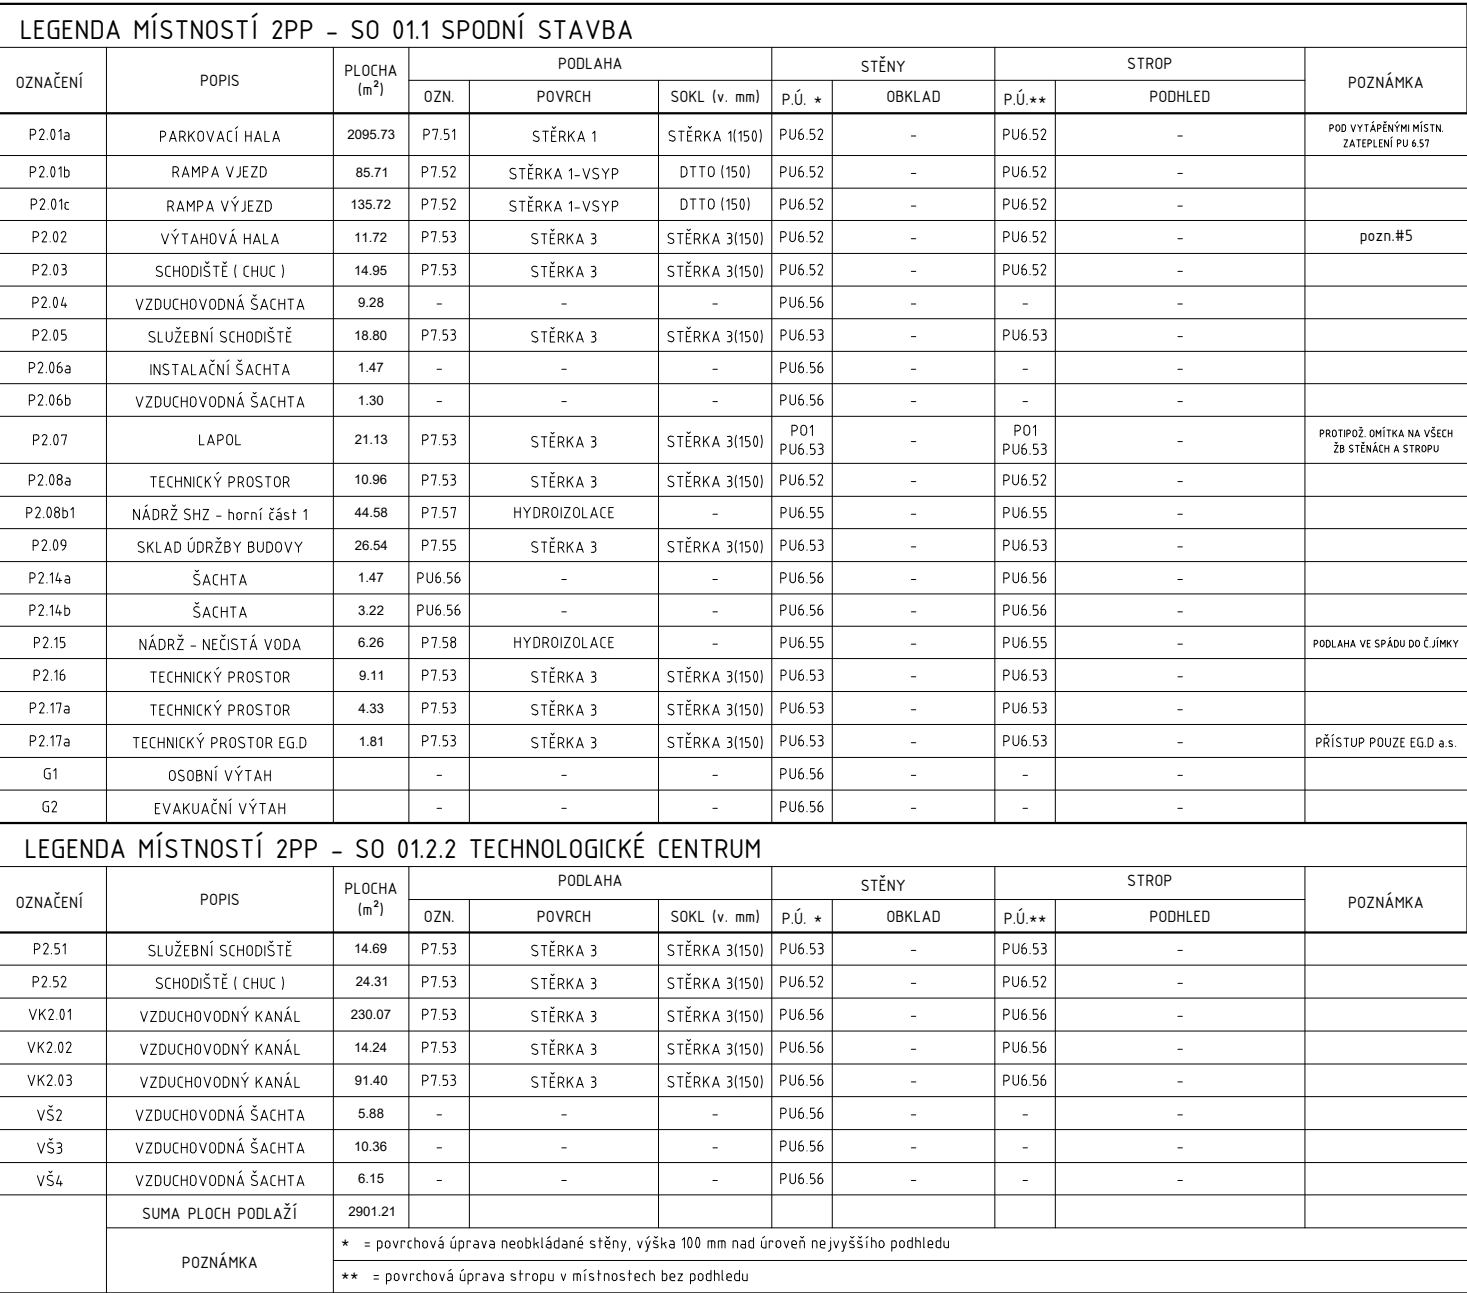 LEGENDA MÍSTNOSTÍ 2PP - SO 01.1 SPODNÍ STAVBA
OZNAČENÍ POPIS PLOCHA (m²) PODLAHA STĚNY STROP POZNÁMKA
OZN. POVRCH SOKL (v. mm) P.Ú. * OBKLAD P.Ú.** PODHLED
P2.01a PARKOVACÍ HALA 2095.73 P7.51 STĚRKA 1 STĚRKA 1(150) PU6.52 - PU6.52 - POD VYTÁPĚNÝMI MÍSTN. ZATEPLENÍ PU 6.57
P2.01b RAMPA VJEZD 85.71 P7.52 STĚRKA 1-VSYP DTTO (150) PU6.52 - PU6.52 -
P2.01c RAMPA VÝJEZD 135.72 P7.52 STĚRKA 1-VSYP DTTO (150) PU6.52 - PU6.52 -
P2.02 VÝTAHOVÁ HALA 11.72 P7.53 STĚRKA 3 STĚRKA 3(150) PU6.52 - PU6.52 - pozn.#5
P2.03 SCHODIŠTĚ ( CHUC ) 14.95 P7.53 STĚRKA 3 STĚRKA 3(150) PU6.52 - PU6.52 -
P2.04 VZDUCHOVODNÁ ŠACHTA 9.28 - - - PU6.56 - - -
P2.05 SLUŽEBNÍ SCHODIŠTĚ 18.80 P7.53 STĚRKA 3 STĚRKA 3(150) PU6.53 - PU6.53 -
P2.06a INSTALAČNÍ ŠACHTA 1.47 - - - PU6.56 - - -
P2.06b VZDUCHOVODNÁ ŠACHTA 1.30 - - - PU6.56 - - -
P2.07 LAPOL 21.13 P7.53 STĚRKA 3 STĚRKA 3(150) PO1 PU6.53 - PO1 PU6.53 - PROTIPOŽ. OMÍTKA NA VŠECH ŽB STĚNÁCH A STROPU
P2.08a TECHNICKÝ PROSTOR 10.96 P7.53 STĚRKA 3 STĚRKA 3(150) PU6.52 - PU6.52 -
P2.08b1 NÁDRŽ SHZ - horní část 1 44.58 P7.57 HYDROIZOLACE - PU6.55 - PU6.55 -
P2.09 SKLAD ÚDRŽBY BUDOVY 26.54 P7.55 STĚRKA 3 STĚRKA 3(150) PU6.53 - PU6.53 -
P2.14a ŠACHTA 1.47 PU6.56 - - PU6.56 - PU6.56 -
P2.14b ŠACHTA 3.22 PU6.56 - - PU6.56 - PU6.56 -
P2.15 NÁDRŽ - NEČISTÁ VODA 6.26 P7.58 HYDROIZOLACE - PU6.55 - PU6.55 - PODLAHA VE SPÁDU DO Č.JÍMKY
P2.16 TECHNICKÝ PROSTOR 9.11 P7.53 STĚRKA 3 STĚRKA 3(150) PU6.53 - PU6.53 -
P2.17a TECHNICKÝ PROSTOR 4.33 P7.53 STĚRKA 3 STĚRKA 3(150) PU6.53 - PU6.53 -
P2.17a TECHNICKÝ PROSTOR EG.D 1.81 P7.53 STĚRKA 3 STĚRKA 3(150) PU6.53 - PU6.53 - PŘÍSTUP POUZE EG.D a.s.
G1 OSOBNÍ VÝTAH - - - PU6.56 - - -
G2 EVAKUAČNÍ VÝTAH - - - PU6.56 - - -
LEGENDA MÍSTNOSTÍ 2PP - SO 01.2.2 TECHNOLOGICKÉ CENTRUM
OZNAČENÍ POPIS PLOCHA (m²) PODLAHA STĚNY STROP POZNÁMKA
OZN. POVRCH SOKL (v. mm) P.Ú. * OBKLAD P.Ú.** PODHLED
P2.51 SLUŽEBNÍ SCHODIŠTĚ 14.69 P7.53 STĚRKA 3 STĚRKA 3(150) PU6.53 - PU6.53 -
P2.52 SCHODIŠTĚ ( CHUC ) 24.31 P7.53 STĚRKA 3 STĚRKA 3(150) PU6.52 - PU6.52 -
VK2.01 VZDUCHOVODNÝ KANÁL 230.07 P7.53 STĚRKA 3 STĚRKA 3(150) PU6.56 - PU6.56 -
VK2.02 VZDUCHOVODNÝ KANÁL 14.24 P7.53 STĚRKA 3 STĚRKA 3(150) PU6.56 - PU6.56 -
VK2.03 VZDUCHOVODNÝ KANÁL 91.40 P7.53 STĚRKA 3 STĚRKA 3(150) PU6.56 - PU6.56 -
VŠ2 VZDUCHOVODNÁ ŠACHTA 5.88 - - - PU6.56 - - -
VŠ3 VZDUCHOVODNÁ ŠACHTA 10.36 - - - PU6.56 - - -
VŠ4 VZDUCHOVODNÁ ŠACHTA 6.15 - - - PU6.56 - - -
SUMA PLOCH PODLAŽÍ 2901.21
POZNÁMKA
* = povrchová úprava neobkládané stěny, výška 100 mm nad úroveň nejvyššího podhledu
** = povrchová úprava stropu v místnostech bez podhledu